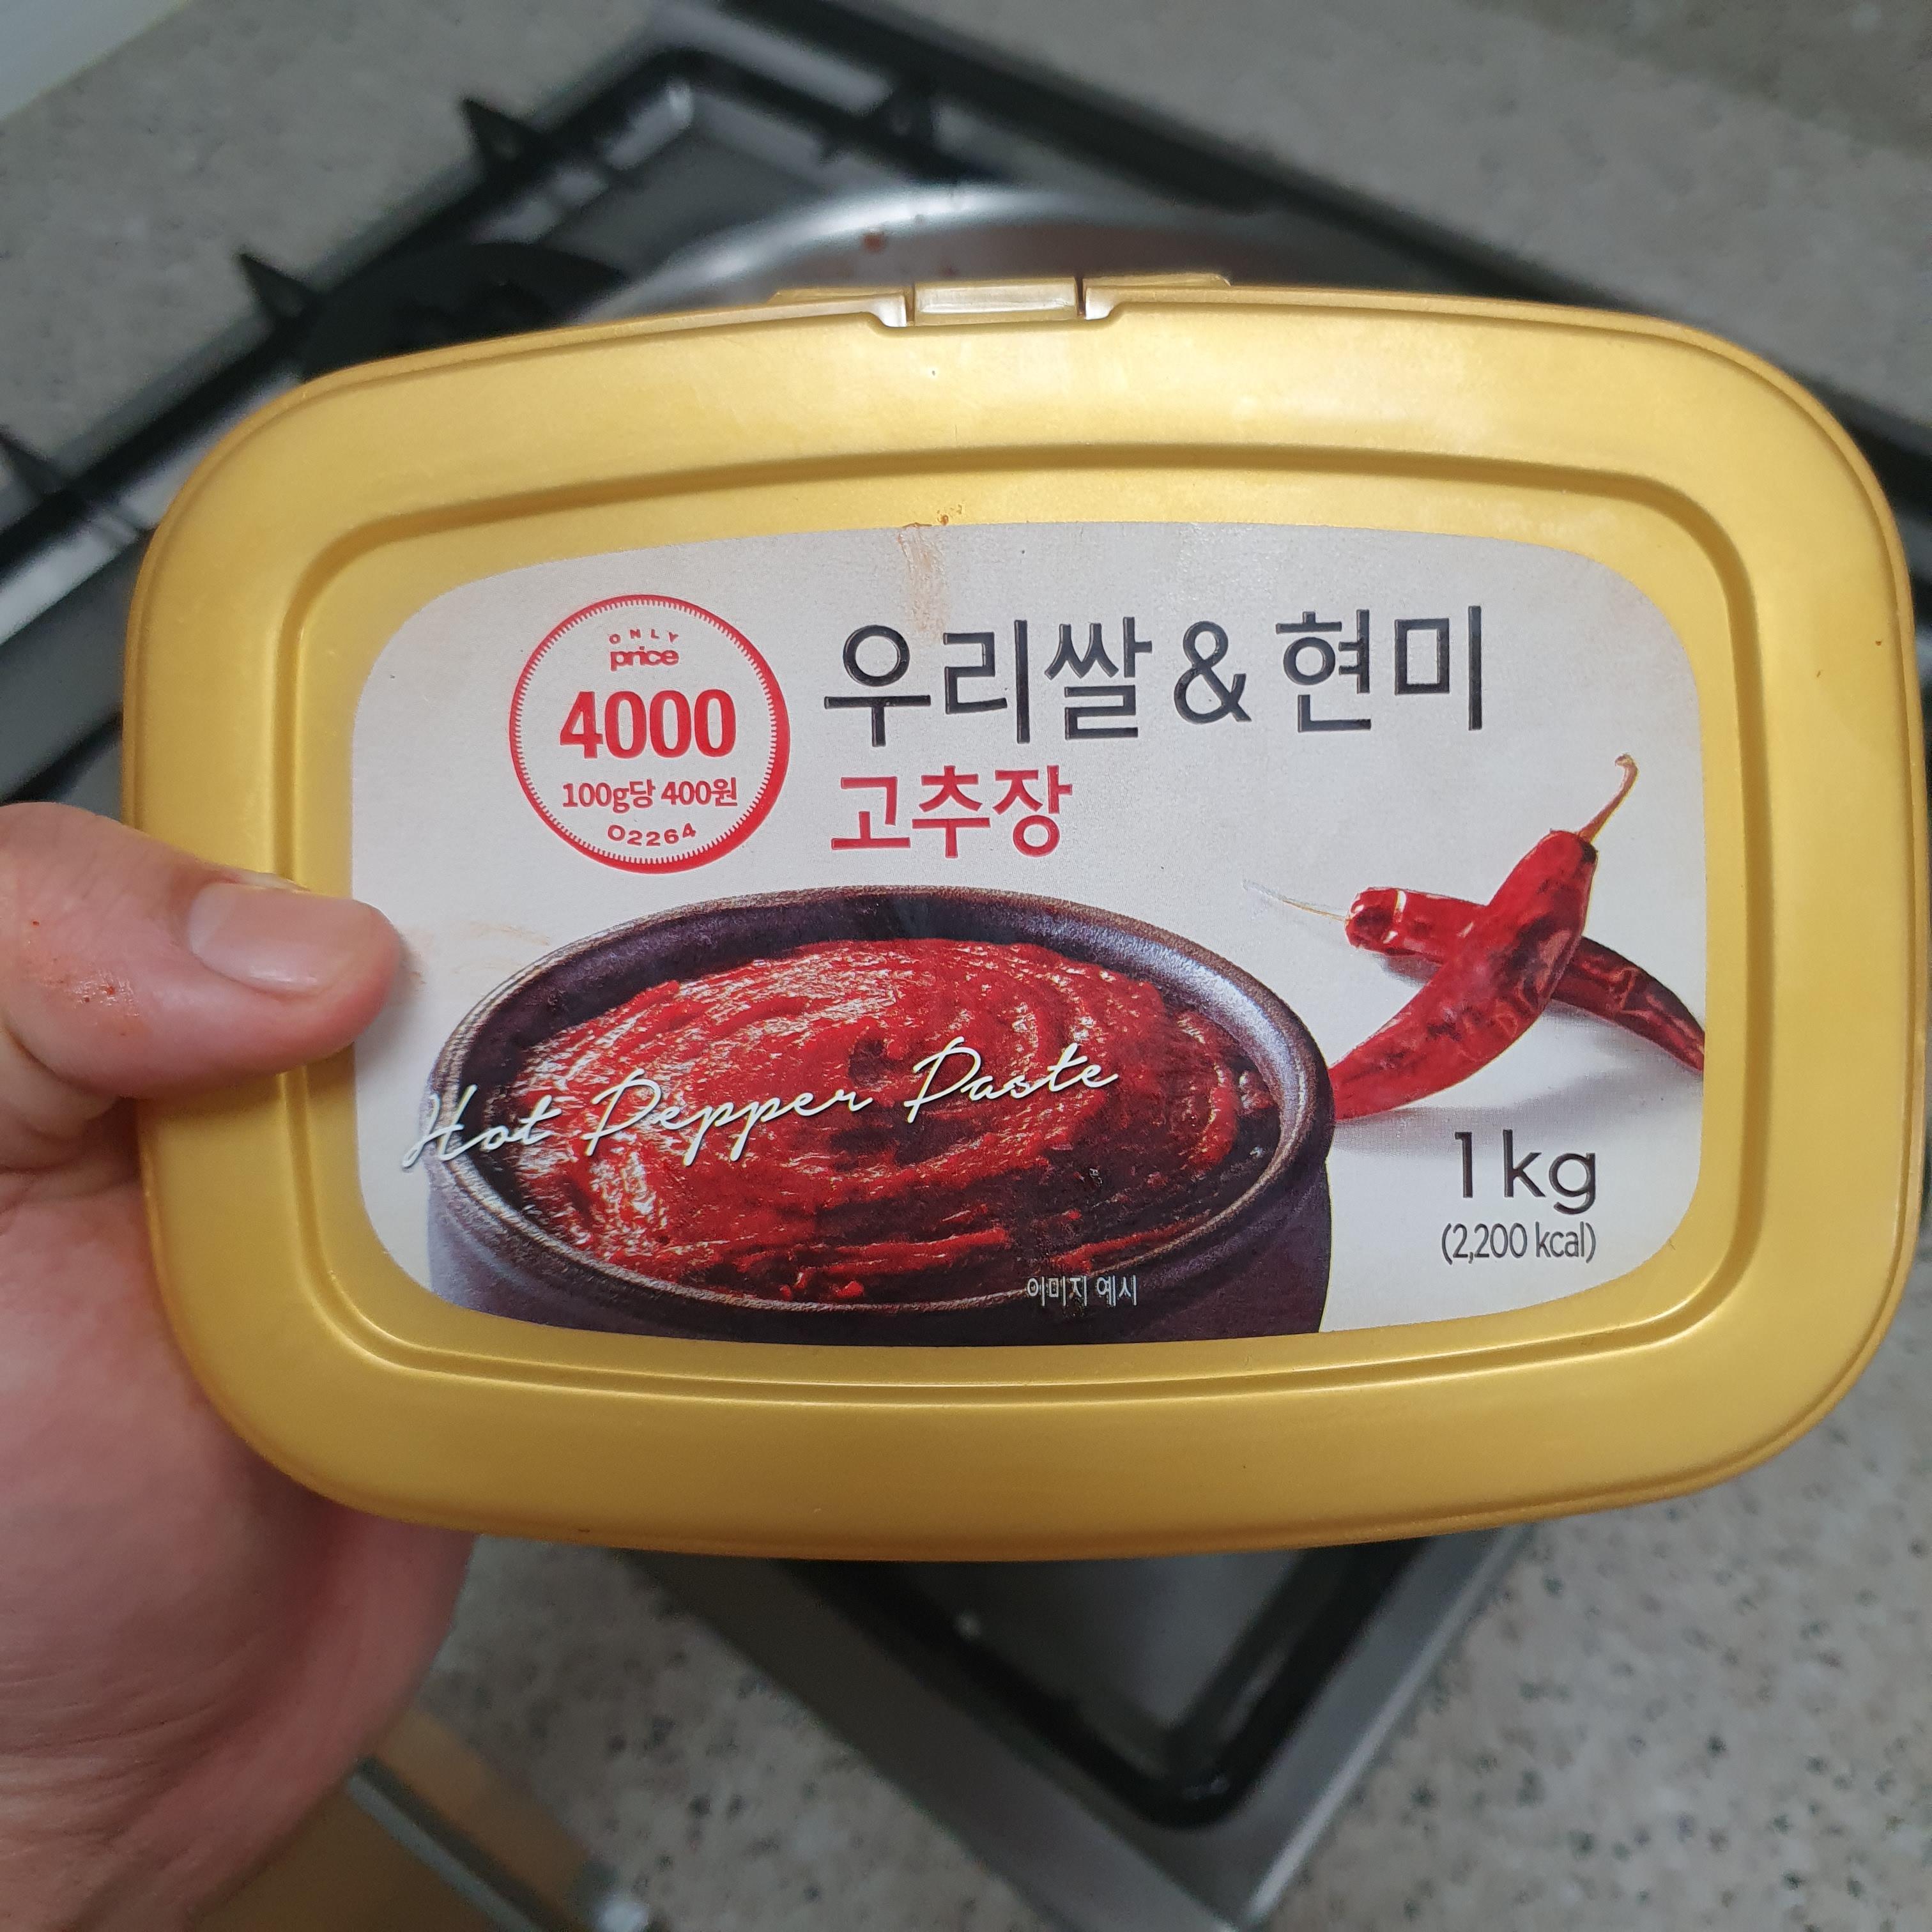 ONLY
price
4000
100g당 400원
02264
우리쌀 & 현미
고추장
Hot Pepper Paste
1kg
(2,200 kcal)
이미지 예시